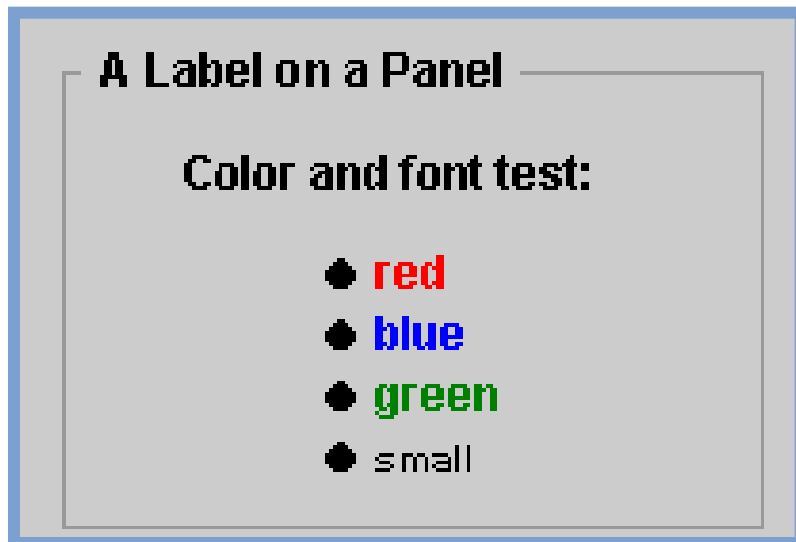 A Label on a Panel
Color and font test:
● red
● blue
● green
● small